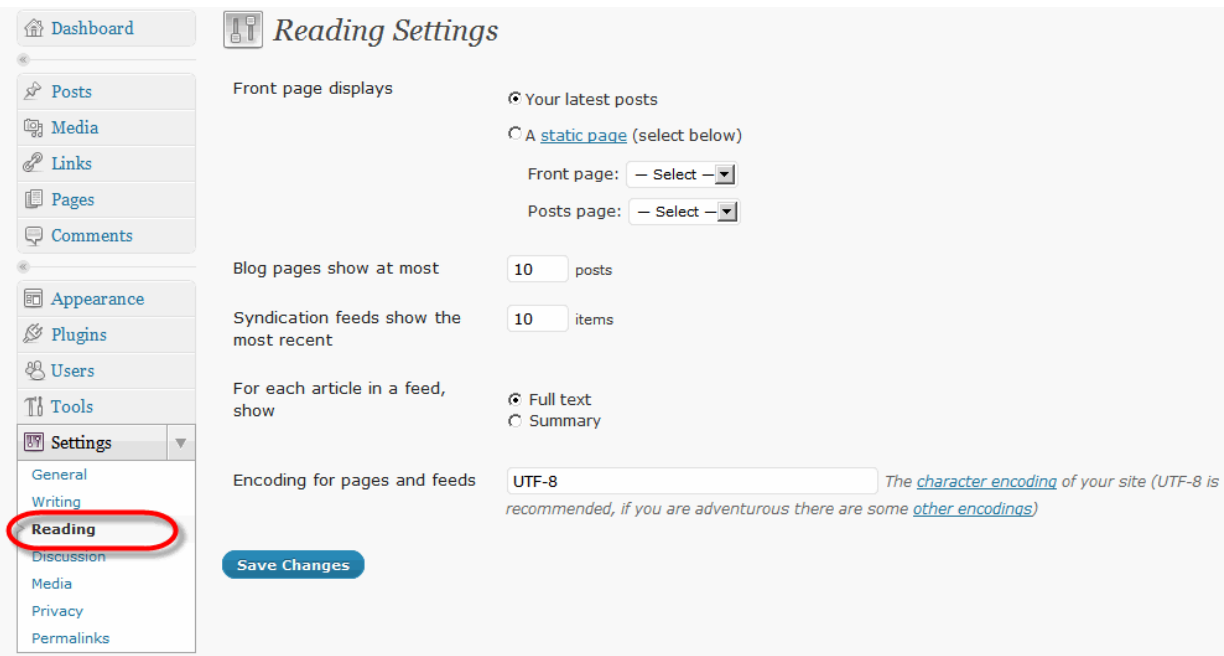 Dashboard
Posts
Media
Links
Pages
Comments
Appearance
Plugins
Users
Tools
Settings
General
Writing
Reading
Discussion
Media
Privacy
Permalinks
Reading Settings
Front page displays
Your latest posts
A static page (select below)
Front page: — Select —
Posts page: — Select —
Blog pages show at most 10 posts
Syndication feeds show the
most recent
10 items
For each article in a feed,
show
Full text
Summary
Encoding for pages and feeds UTF-8 The character encoding of your site (UTF-8 is
recommended, if you are adventurous there are some other encodings)
Save Changes